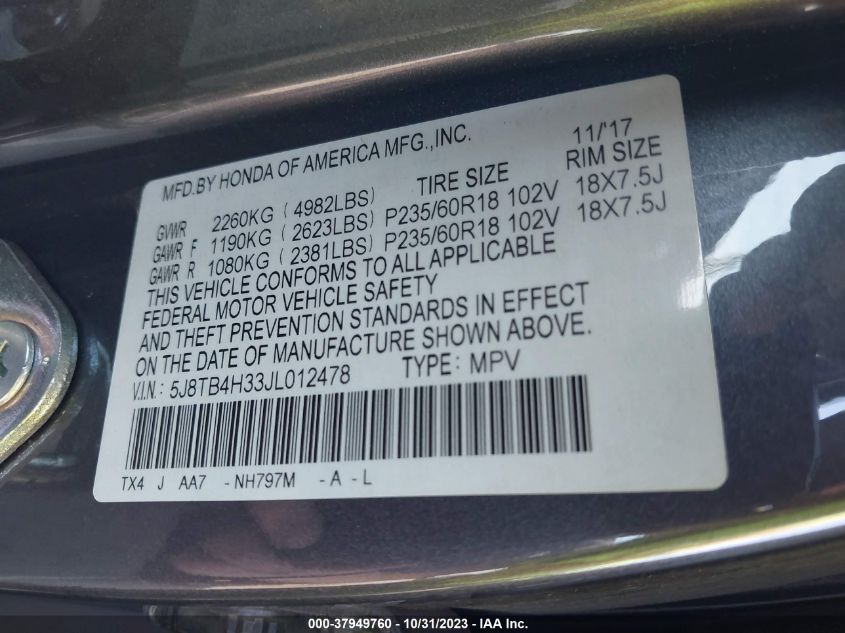 MFD.BY HONDA OF AMERICA MFG.,INC. 11/'17
TIRE SIZE RIM SIZE
GVWR 2260KG ( 4982LBS)
GAWR F 1190KG ( 2623LBS) P235/60R18 102V 18X7.5J
GAWR R 1080KG ( 2381LBS) P235/60R18 102V 18X7.5J
THIS VEHICLE CONFORMS TO ALL APPLICABLE
FEDERAL MOTOR VEHICLE SAFETY
AND THEFT PREVENTION STANDARDS IN EFFECT
ON THE DATE OF MANUFACTURE SHOWN ABOVE.
V.I.N.: 5J8TB4H33JL012478 TYPE: MPV
TX4 J AA7 -NH797M -A-L
000-37949760 - 10/31/2023 - IAA Inc.